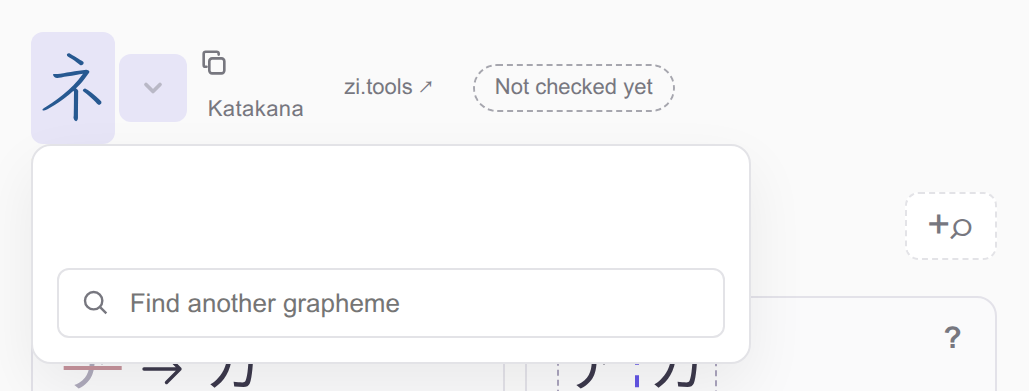 ネ
Katakana
zi.tools ↗
Not checked yet
+
Find another grapheme
?
→